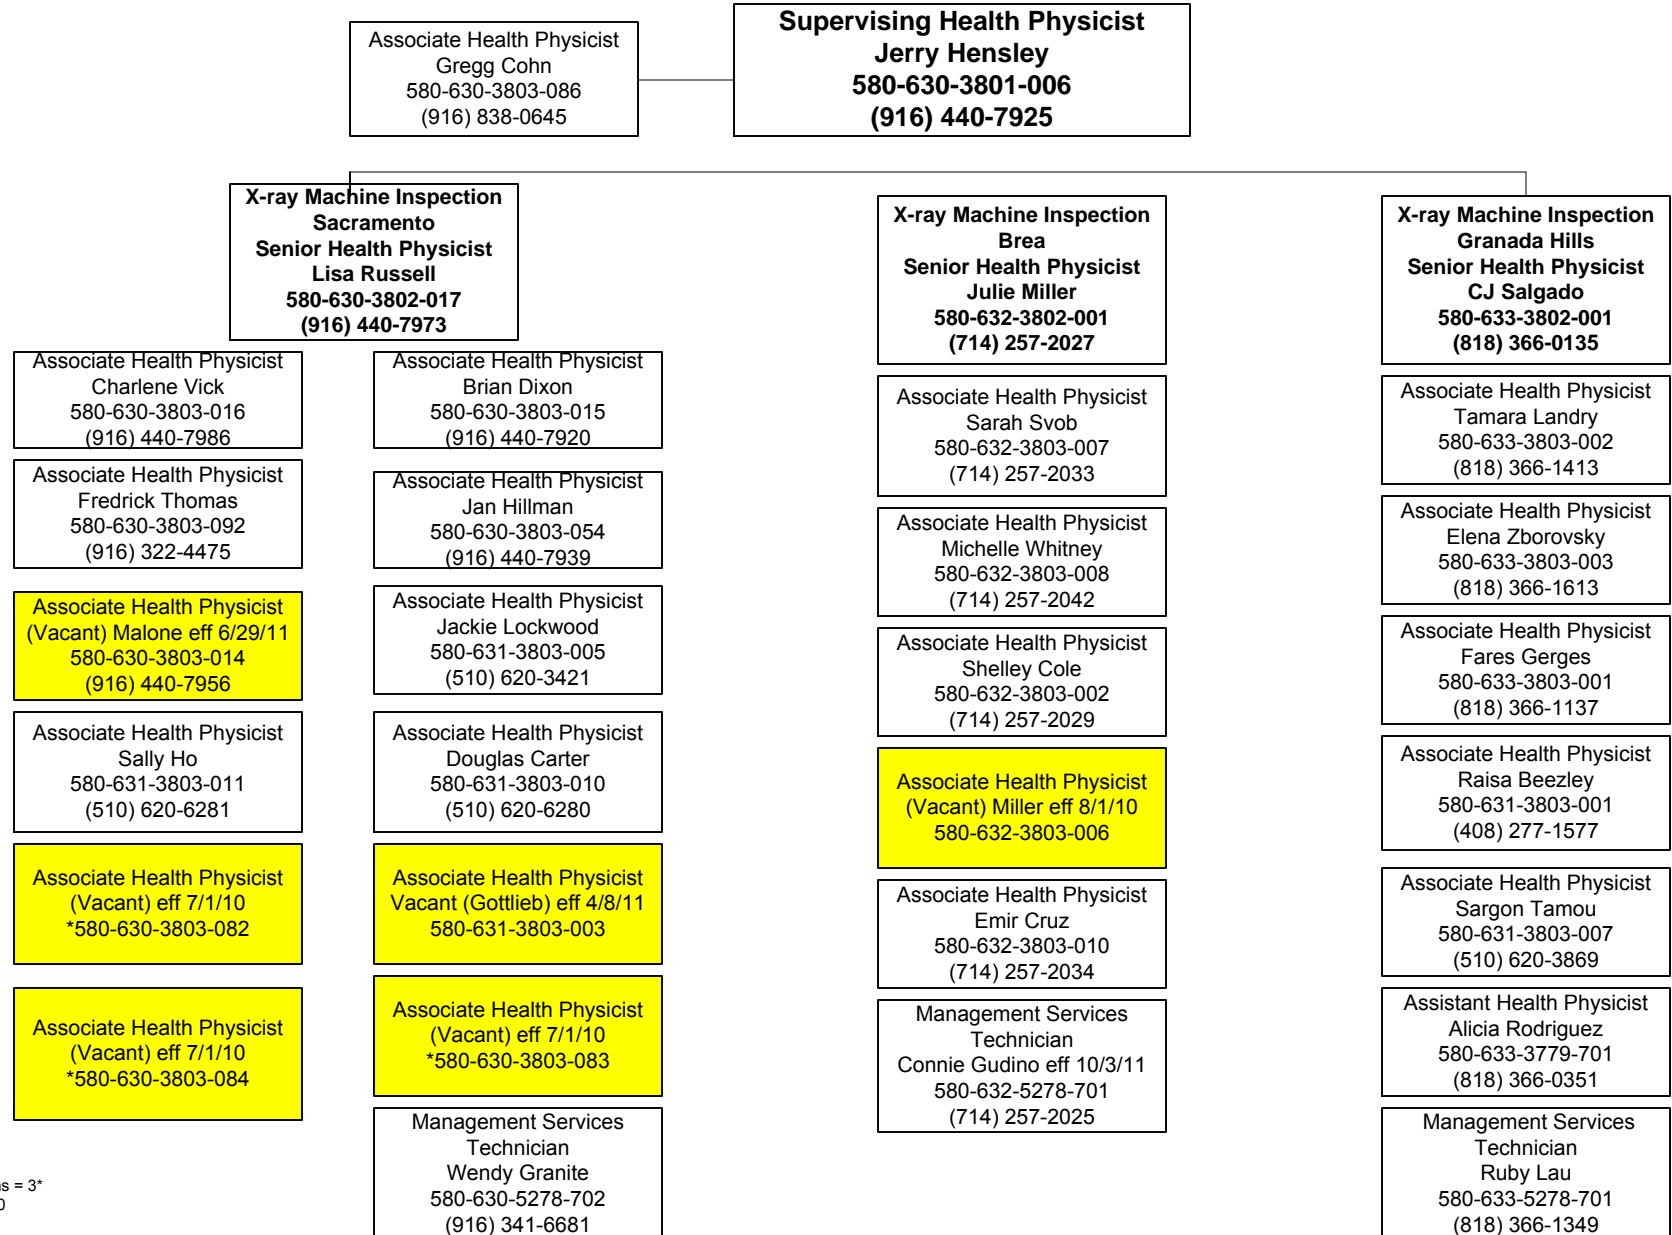 Associate Health Physicist
Gregg Cohn
580-630-3803-086
(916) 838-0645
Supervising Health Physicist
Jerry Hensley
580-630-3801-006
(916) 440-7925
X-ray Machine Inspection
Sacramento
Senior Health Physicist
Lisa Russell
580-630-3802-017
(916) 440-7973
Associate Health Physicist
Charlene Vick
580-630-3803-016
(916) 440-7986
Associate Health Physicist
Fredrick Thomas
580-630-3803-092
(916) 322-4475
Associate Health Physicist
(Vacant) Malone eff 6/29/11
580-630-3803-014
(916) 440-7956
Associate Health Physicist
Sally Ho
580-631-3803-011
(510) 620-6281
Associate Health Physicist
(Vacant) eff 7/1/10
*580-630-3803-082
Associate Health Physicist
(Vacant) eff 7/1/10
*580-630-3803-084
Associate Health Physicist
Brian Dixon
580-630-3803-015
(916) 440-7920
Associate Health Physicist
Jan Hillman
580-630-3803-054
(916) 440-7939
Associate Health Physicist
Jackie Lockwood
580-631-3803-005
(510) 620-3421
Associate Health Physicist
Douglas Carter
580-631-3803-010
(510) 620-6280
Associate Health Physicist
Vacant (Gottlieb) eff 4/8/11
580-631-3803-003
Associate Health Physicist
(Vacant) eff 7/1/10
*580-630-3803-083
Management Services
Technician
Wendy Granite
580-630-5278-702
(916) 341-6681
X-ray Machine Inspection
Brea
Senior Health Physicist
Julie Miller
580-632-3802-001
(714) 257-2027
Associate Health Physicist
Sarah Svob
580-632-3803-007
(714) 257-2033
Associate Health Physicist
Michelle Whitney
580-632-3803-008
(714) 257-2042
Associate Health Physicist
Shelley Cole
580-632-3803-002
(714) 257-2029
Associate Health Physicist
(Vacant) Miller eff 8/1/10
580-632-3803-006
Associate Health Physicist
Emir Cruz
580-632-3803-010
(714) 257-2034
Management Services
Technician
Connie Gudino eff 10/3/11
580-632-5278-701
(714) 257-2025
X-ray Machine Inspection
Granada Hills
Senior Health Physicist
CJ Salgado
580-633-3802-001
(818) 366-0135
Associate Health Physicist
Tamara Landry
580-633-3803-002
(818) 366-1413
Associate Health Physicist
Elena Zborovsky
580-633-3803-003
(818) 366-1613
Associate Health Physicist
Fares Gerges
580-633-3803-001
(818) 366-1137
Associate Health Physicist
Raisa Beezley
580-631-3803-001
(408) 277-1577
Associate Health Physicist
Sargon Tamou
580-631-3803-007
(510) 620-3869
Assistant Health Physicist
Alicia Rodriguez
580-633-3779-701
(818) 366-0351
Management Services
Technician
Ruby Lau
580-633-5278-701
(818) 366-1349
= 3*